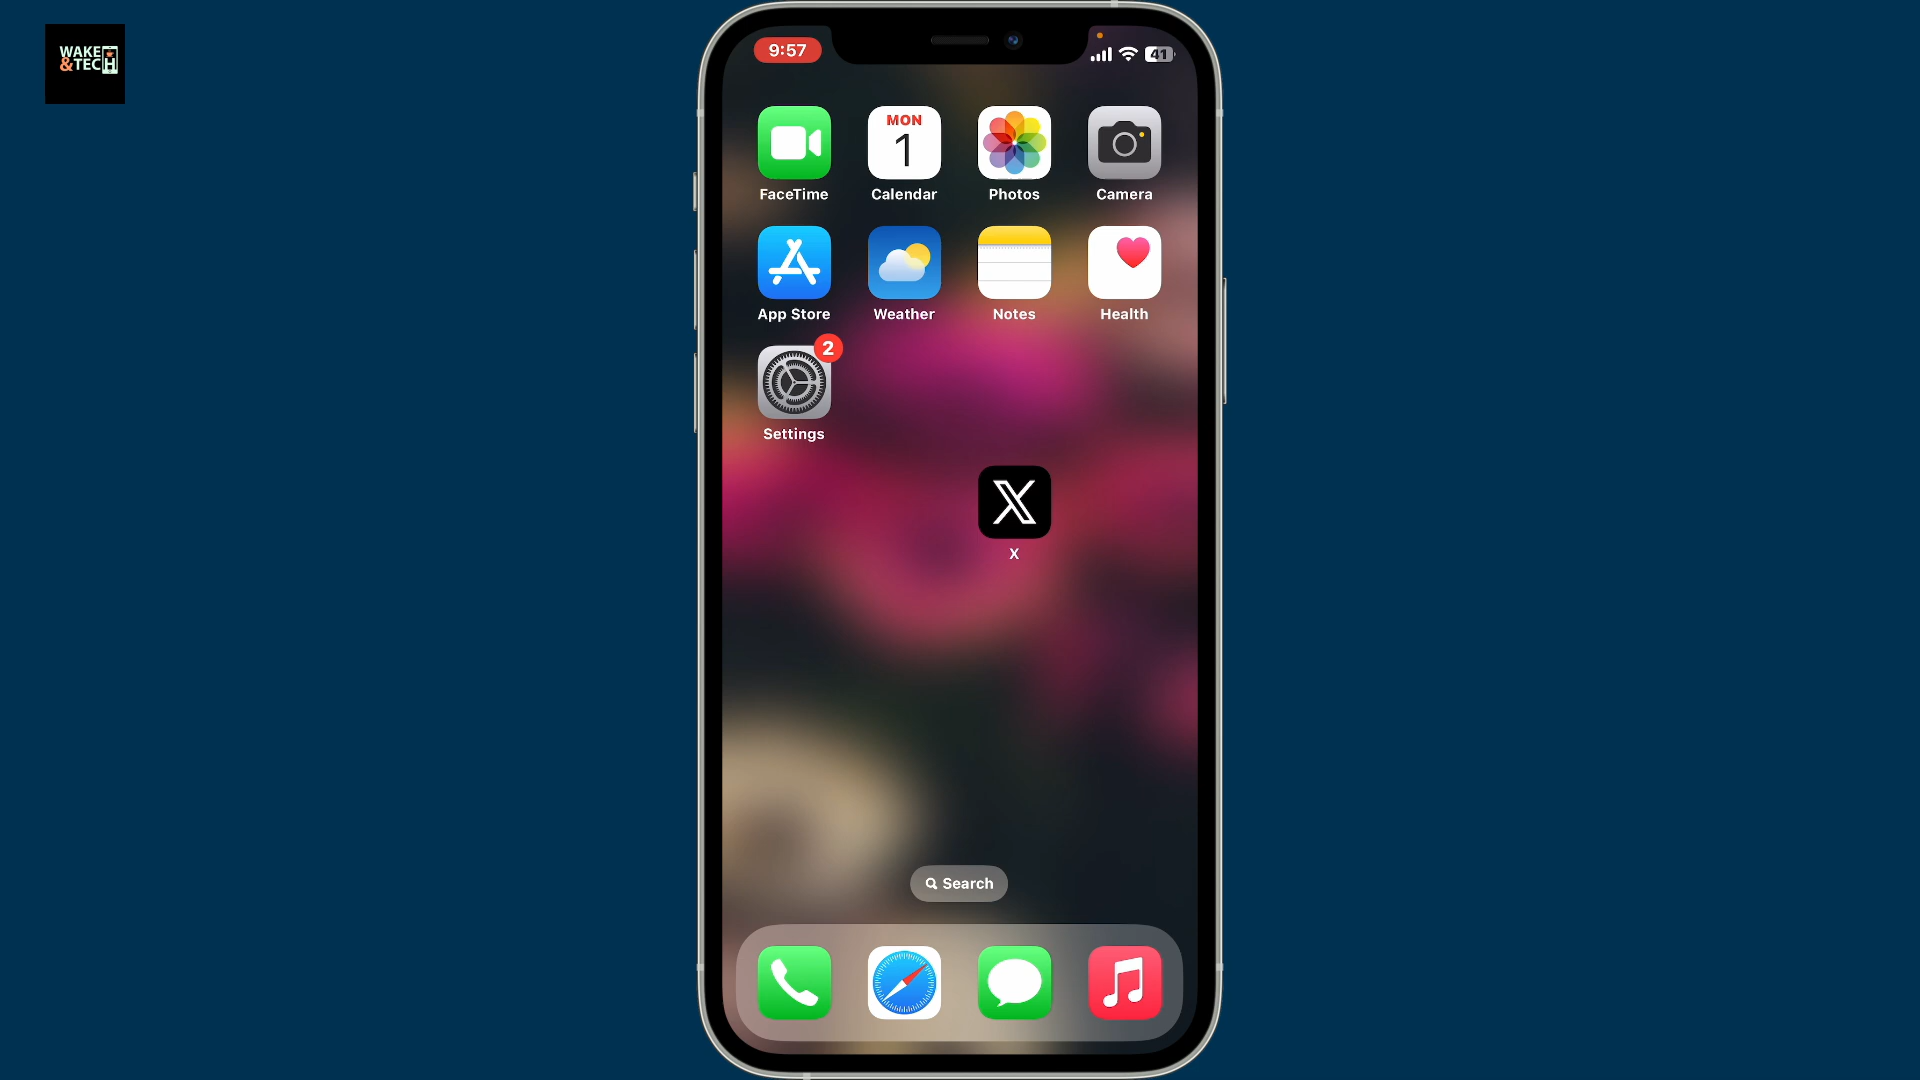 WAKE
&TECH
9:57
41
MON
1
FaceTime
Calendar
Photos
Camera
App Store
Weather
Notes
Health
2
Settings
X
Search